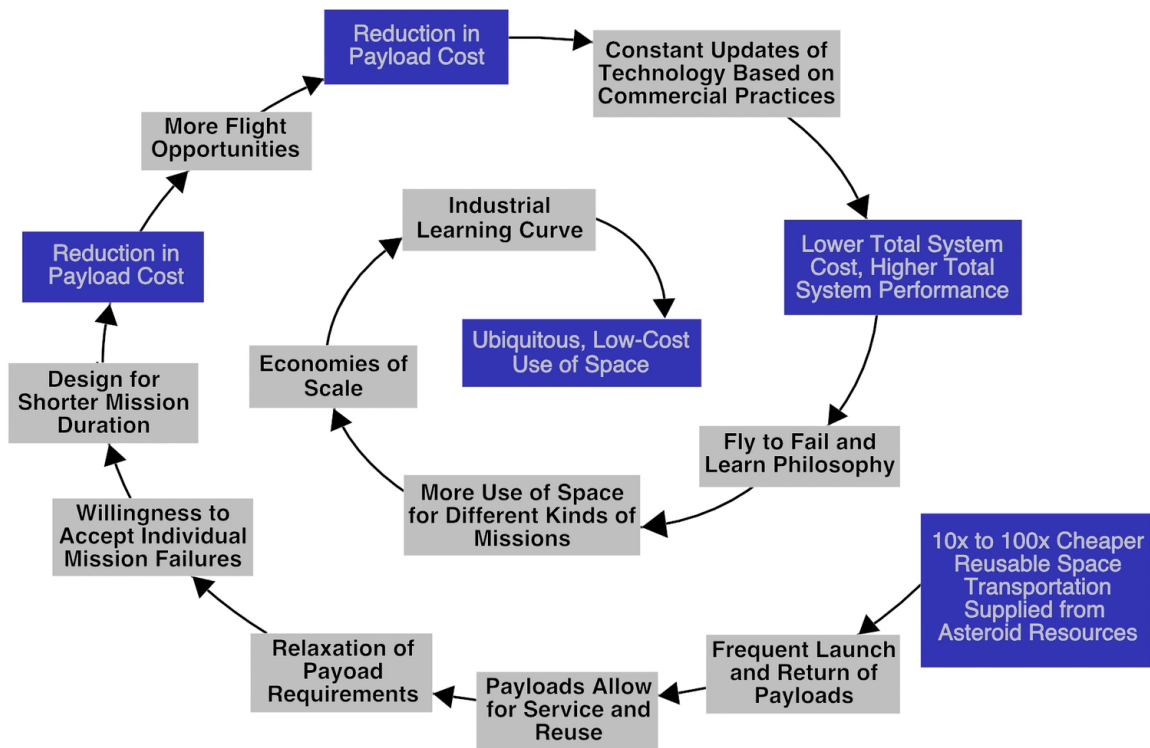 Reduction in
Payload Cost
Constant Updates of
Technology Based on
Commercial Practices
More Flight
Opportunities
Industrial
Learning Curve
Reduction in
Payload Cost
Lower Total System
Cost, Higher Total
System Performance
Ubiquitous, Low-Cost
Use of Space
Economies of
Scale
Design for
Shorter Mission
Duration
Fly to Fail and
Learn Philosophy
More Use of Space
for Different Kinds of
Missions
Willingness to
Accept Individual
Mission Failures
10x to 100x Cheaper
Reusable Space
Transportation
Supplied from
Asteroid Resources
Relaxation of
Payoad
Requirements
Payloads Allow
for Service and
Reuse
Frequent Launch
and Return of
Payloads